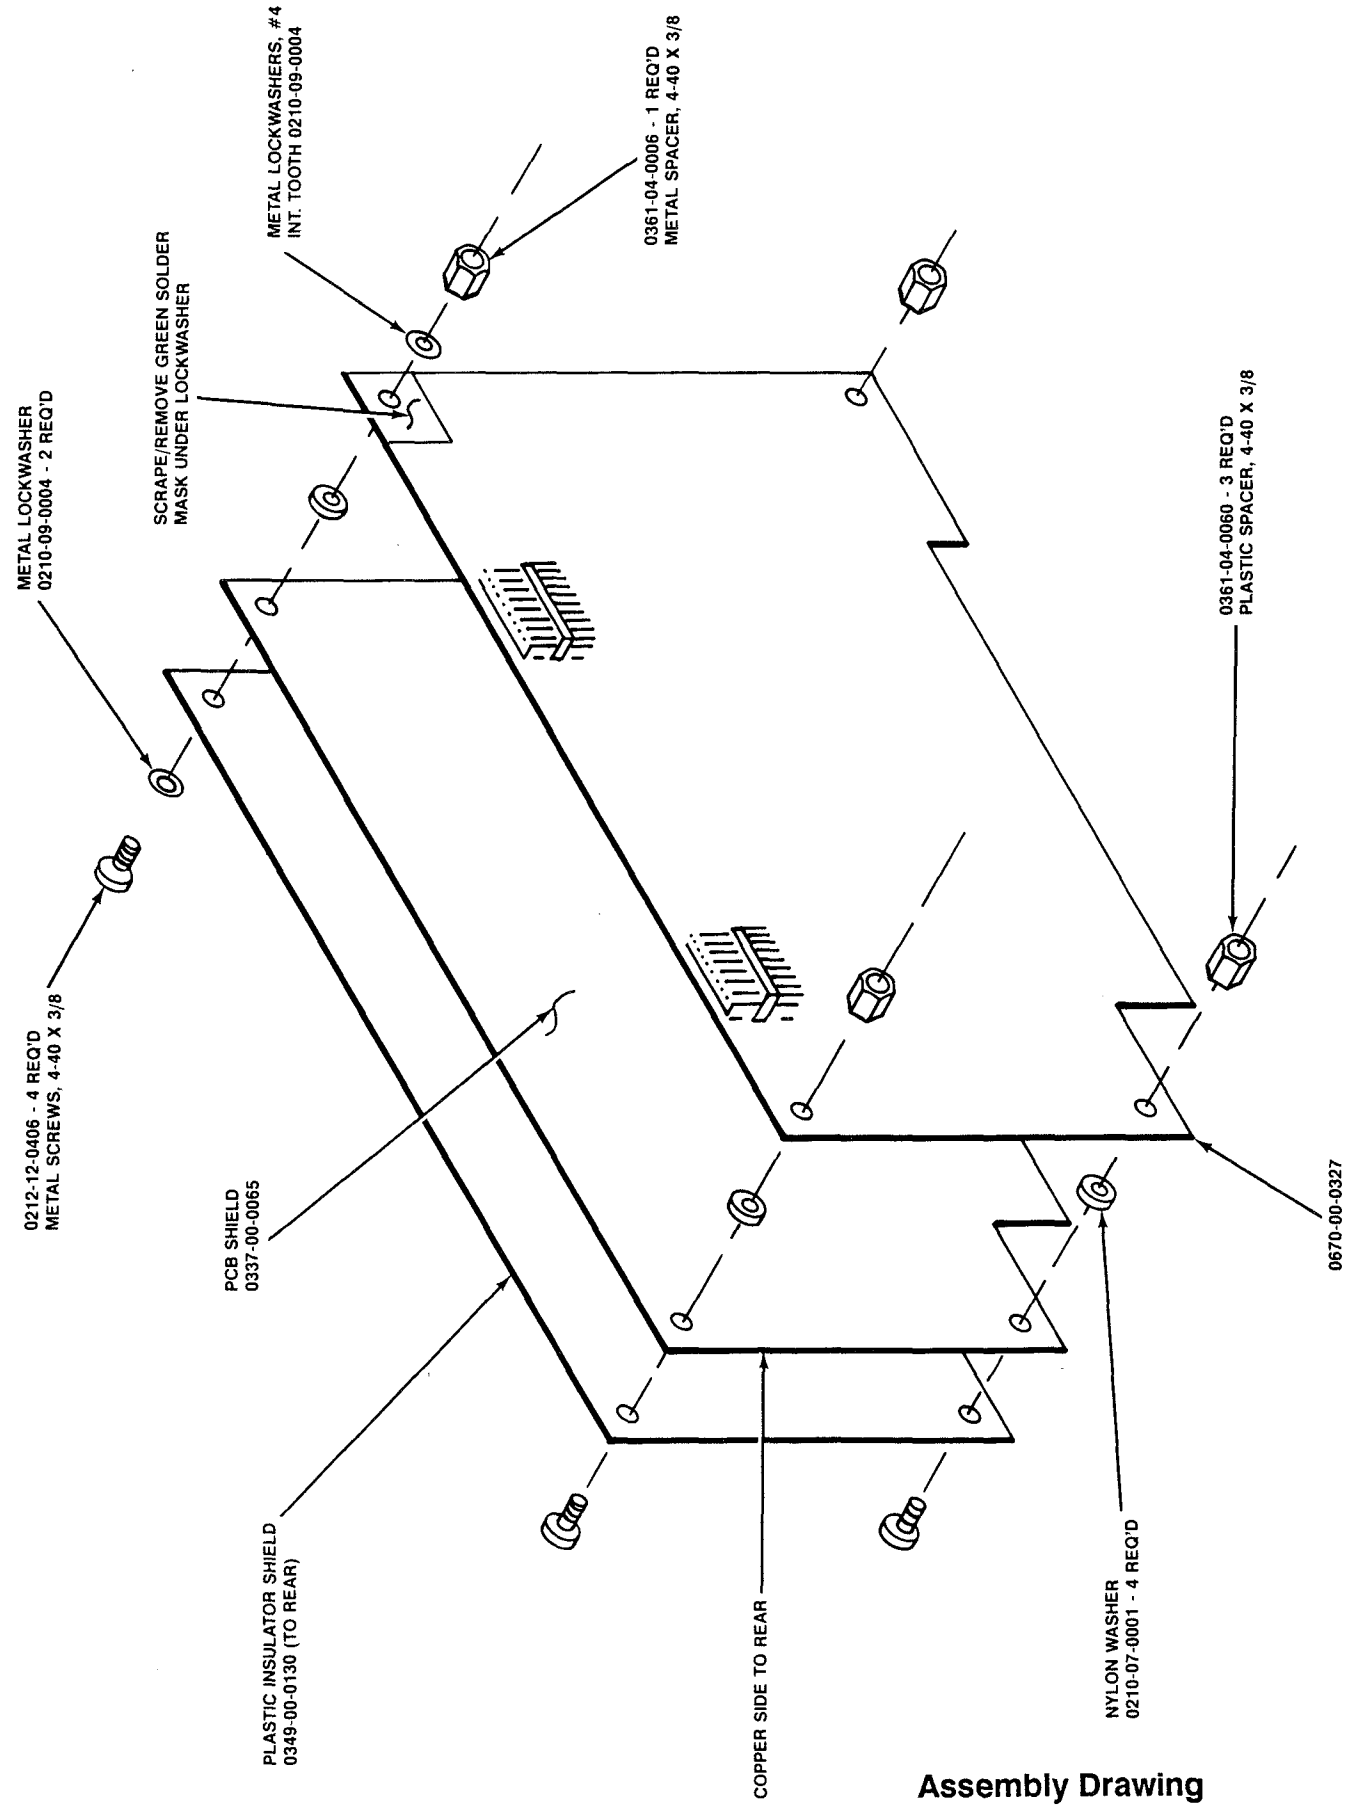 METAL LOCKWASHERS, #4
INT. TOOTH 0210-09-0004
0361-04-0006 - 1 REQ'D
METAL SPACER, 4-40 X 3/8
SCRAPE/REMOVE GREEN SOLDER
MASK UNDER LOCKWASHER
METAL LOCKWASHER
0210-09-0004 - 2 REQ'D
0361-04-0060 - 3 REQ'D
PLASTIC SPACER, 4-40 X 3/8
0212-12-0406 - 4 REQ'D
METAL SCREWS, 4-40 X 3/8
PCB SHIELD
0337-00-0065
0670-00-0327
PLASTIC INSULATOR SHIELD
0349-00-0130 (TO REAR)
COPPER SIDE TO REAR
NYLON WASHER
0210-07-0001 - 4 REQ'D
Assembly Drawing